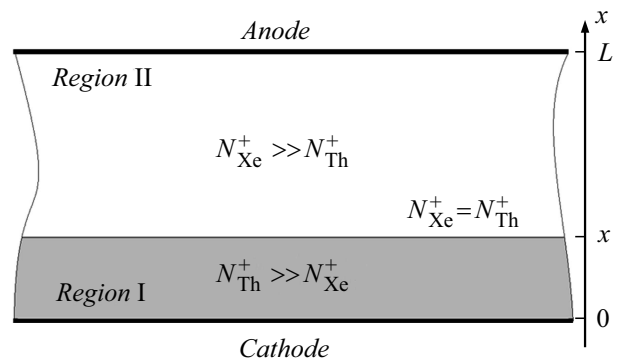 x
Anode
L
Region II
N⁺Xe >> N⁺Th
N⁺Xe = N⁺Th
x
N⁺Th >> N⁺Xe
Region I
0
Cathode